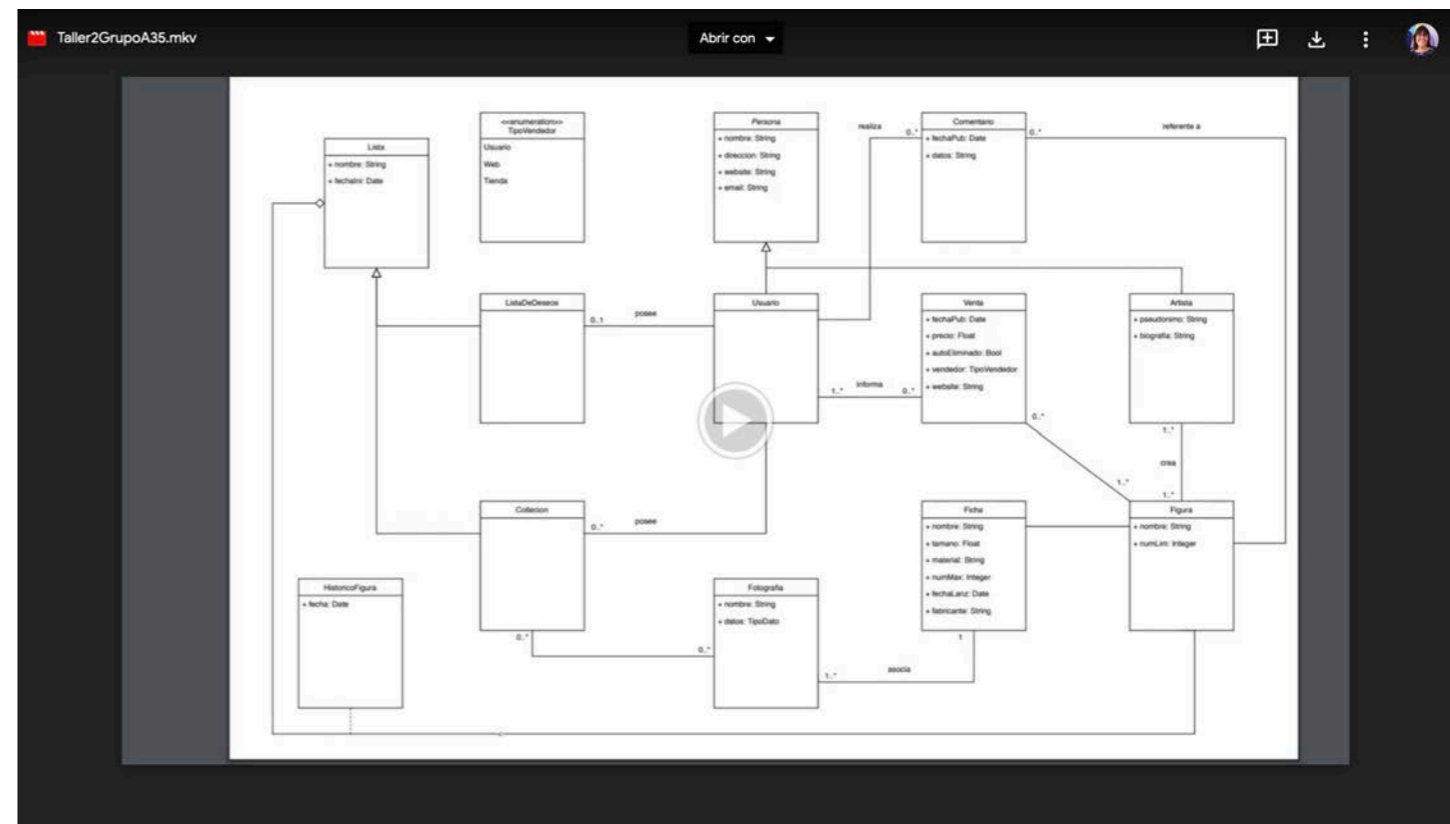 Taller2GrupoA35.mkv
Abrir con
Lista
+ nombre: String
+ fechaIni: Date
<<enumeration>>
TipoVendedor
Usuario
Web
Tienda
Persona
+ nombre: String
+ direccion: String
+ website: String
+ email: String
realiza
0..*
Comentario
+ fechaPub: Date
+ datos: String
0..*
referente a
ListaDeDeseos
0..1
posee
Usuario
1..*
informa
0..*
Venta
+ fechaPub: Date
+ precio: Float
+ autoEliminado: Bool
+ vendedor: TipoVendedor
+ website: String
0..*
1..*
Artista
+ pseudonimo: String
+ biografia: String
1..*
crea
1..*
Collecion
0..*
posee
0..*
Ficha
+ nombre: String
+ tamano: Float
+ material: String
+ numMax: Integer
+ fechaLanz: Date
+ fabricante: String
1
Figura
+ nombre: String
+ numLim: Integer
HistoricoFigura
+ fecha: Date
Fotografia
+ nombre: String
+ datos: TipoDato
0..*
1..*
asocia